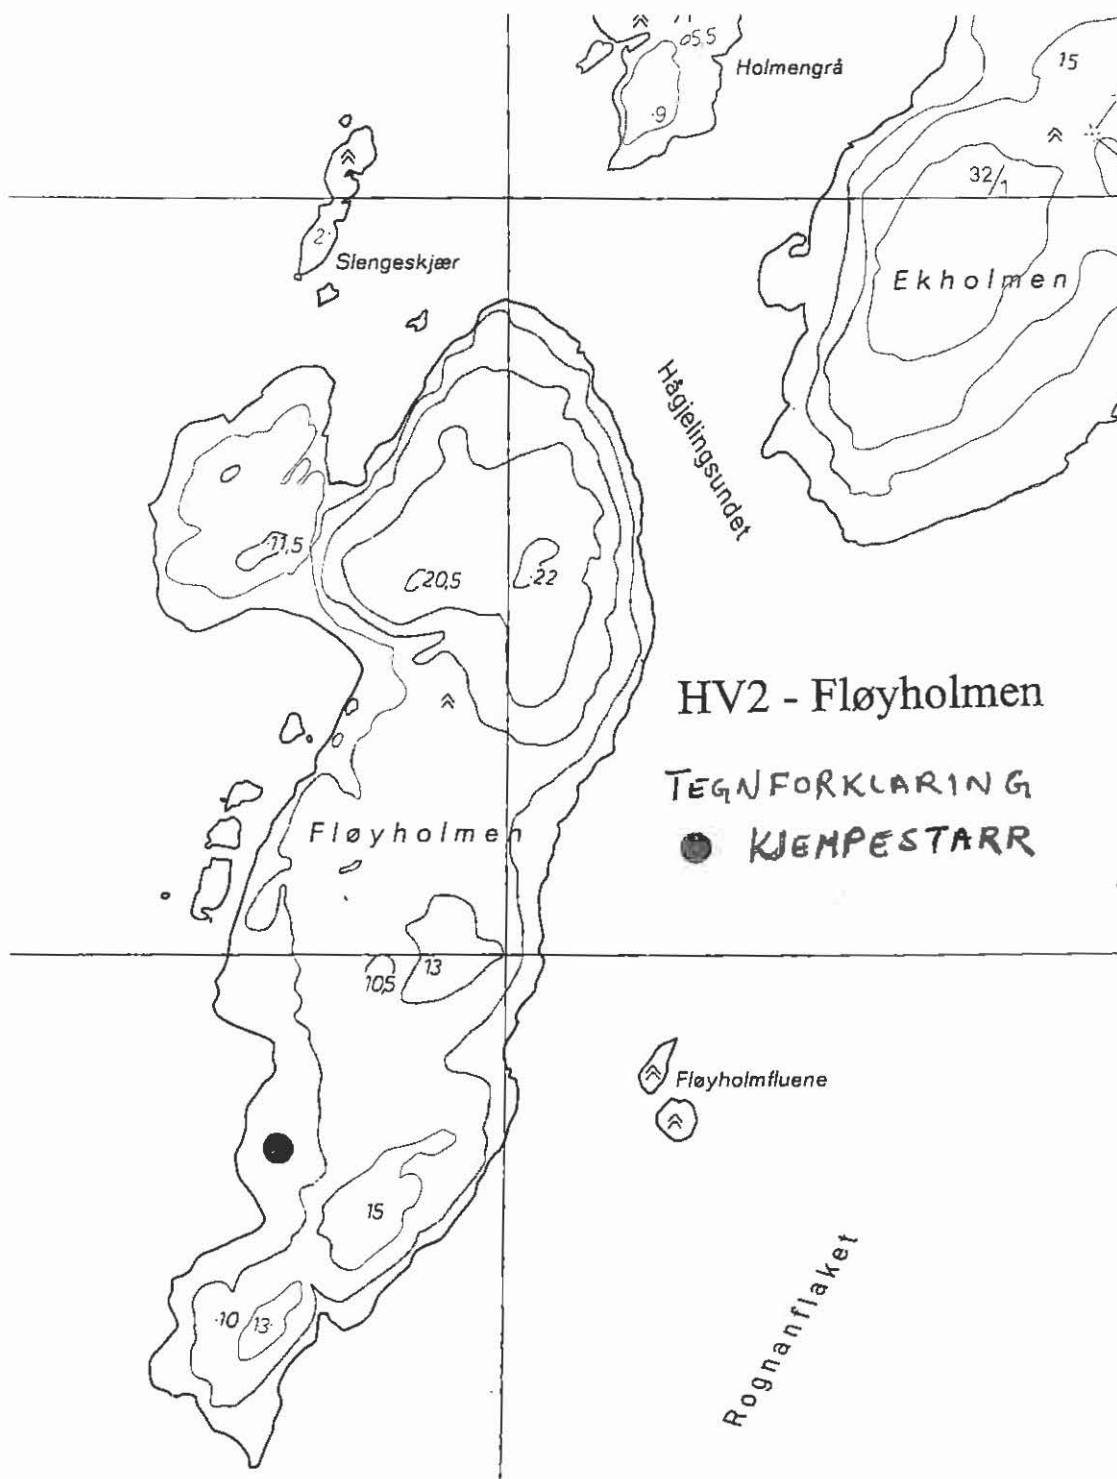 05,5
Holmengrå
15
.9
32/1
2.
Slengeskjær
Ekholmen
Hågjelingsundet
.11,5
20,5
.22
HV2 - Fløyholmen
TEGNFORKLARING
KJEMPESTARR
Fløyholmen
10,5
13
Fløyholmfluene
15
.10
13.
Rognanflaket